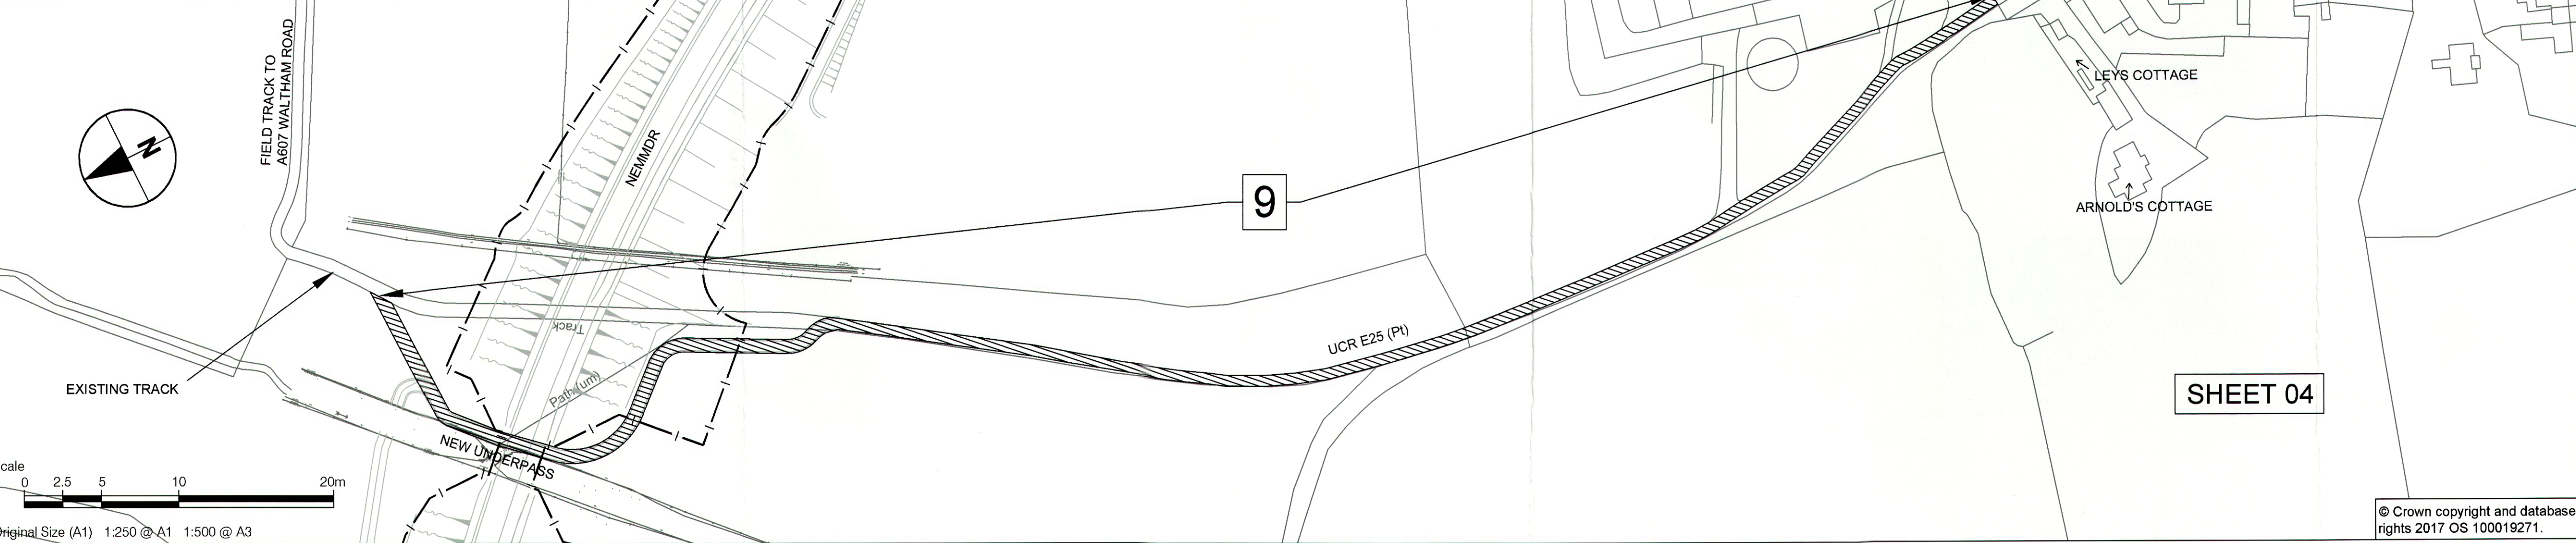 FIELD TRACK TO
A607 WALTHAM ROAD
N
NEMMDR
9
LEYS COTTAGE
ARNOLD'S COTTAGE
Track
UCR E25 (Pt)
EXISTING TRACK
Path (um)
SHEET 04
NEW UNDERPASS
cale
0 2.5 5 10 20m
riginal Size (A1) 1:250 @ A1 1:500 @ A3
© Crown copyright and database
rights 2017 OS 100019271.